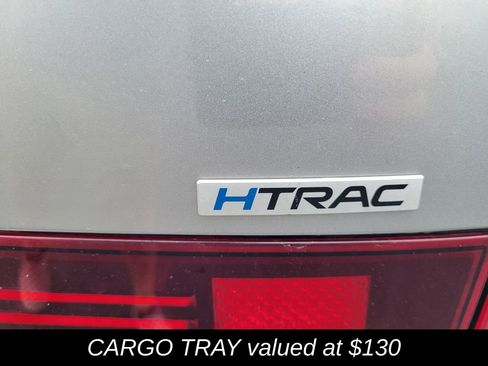 HTRAC
CARGO TRAY valued at $130